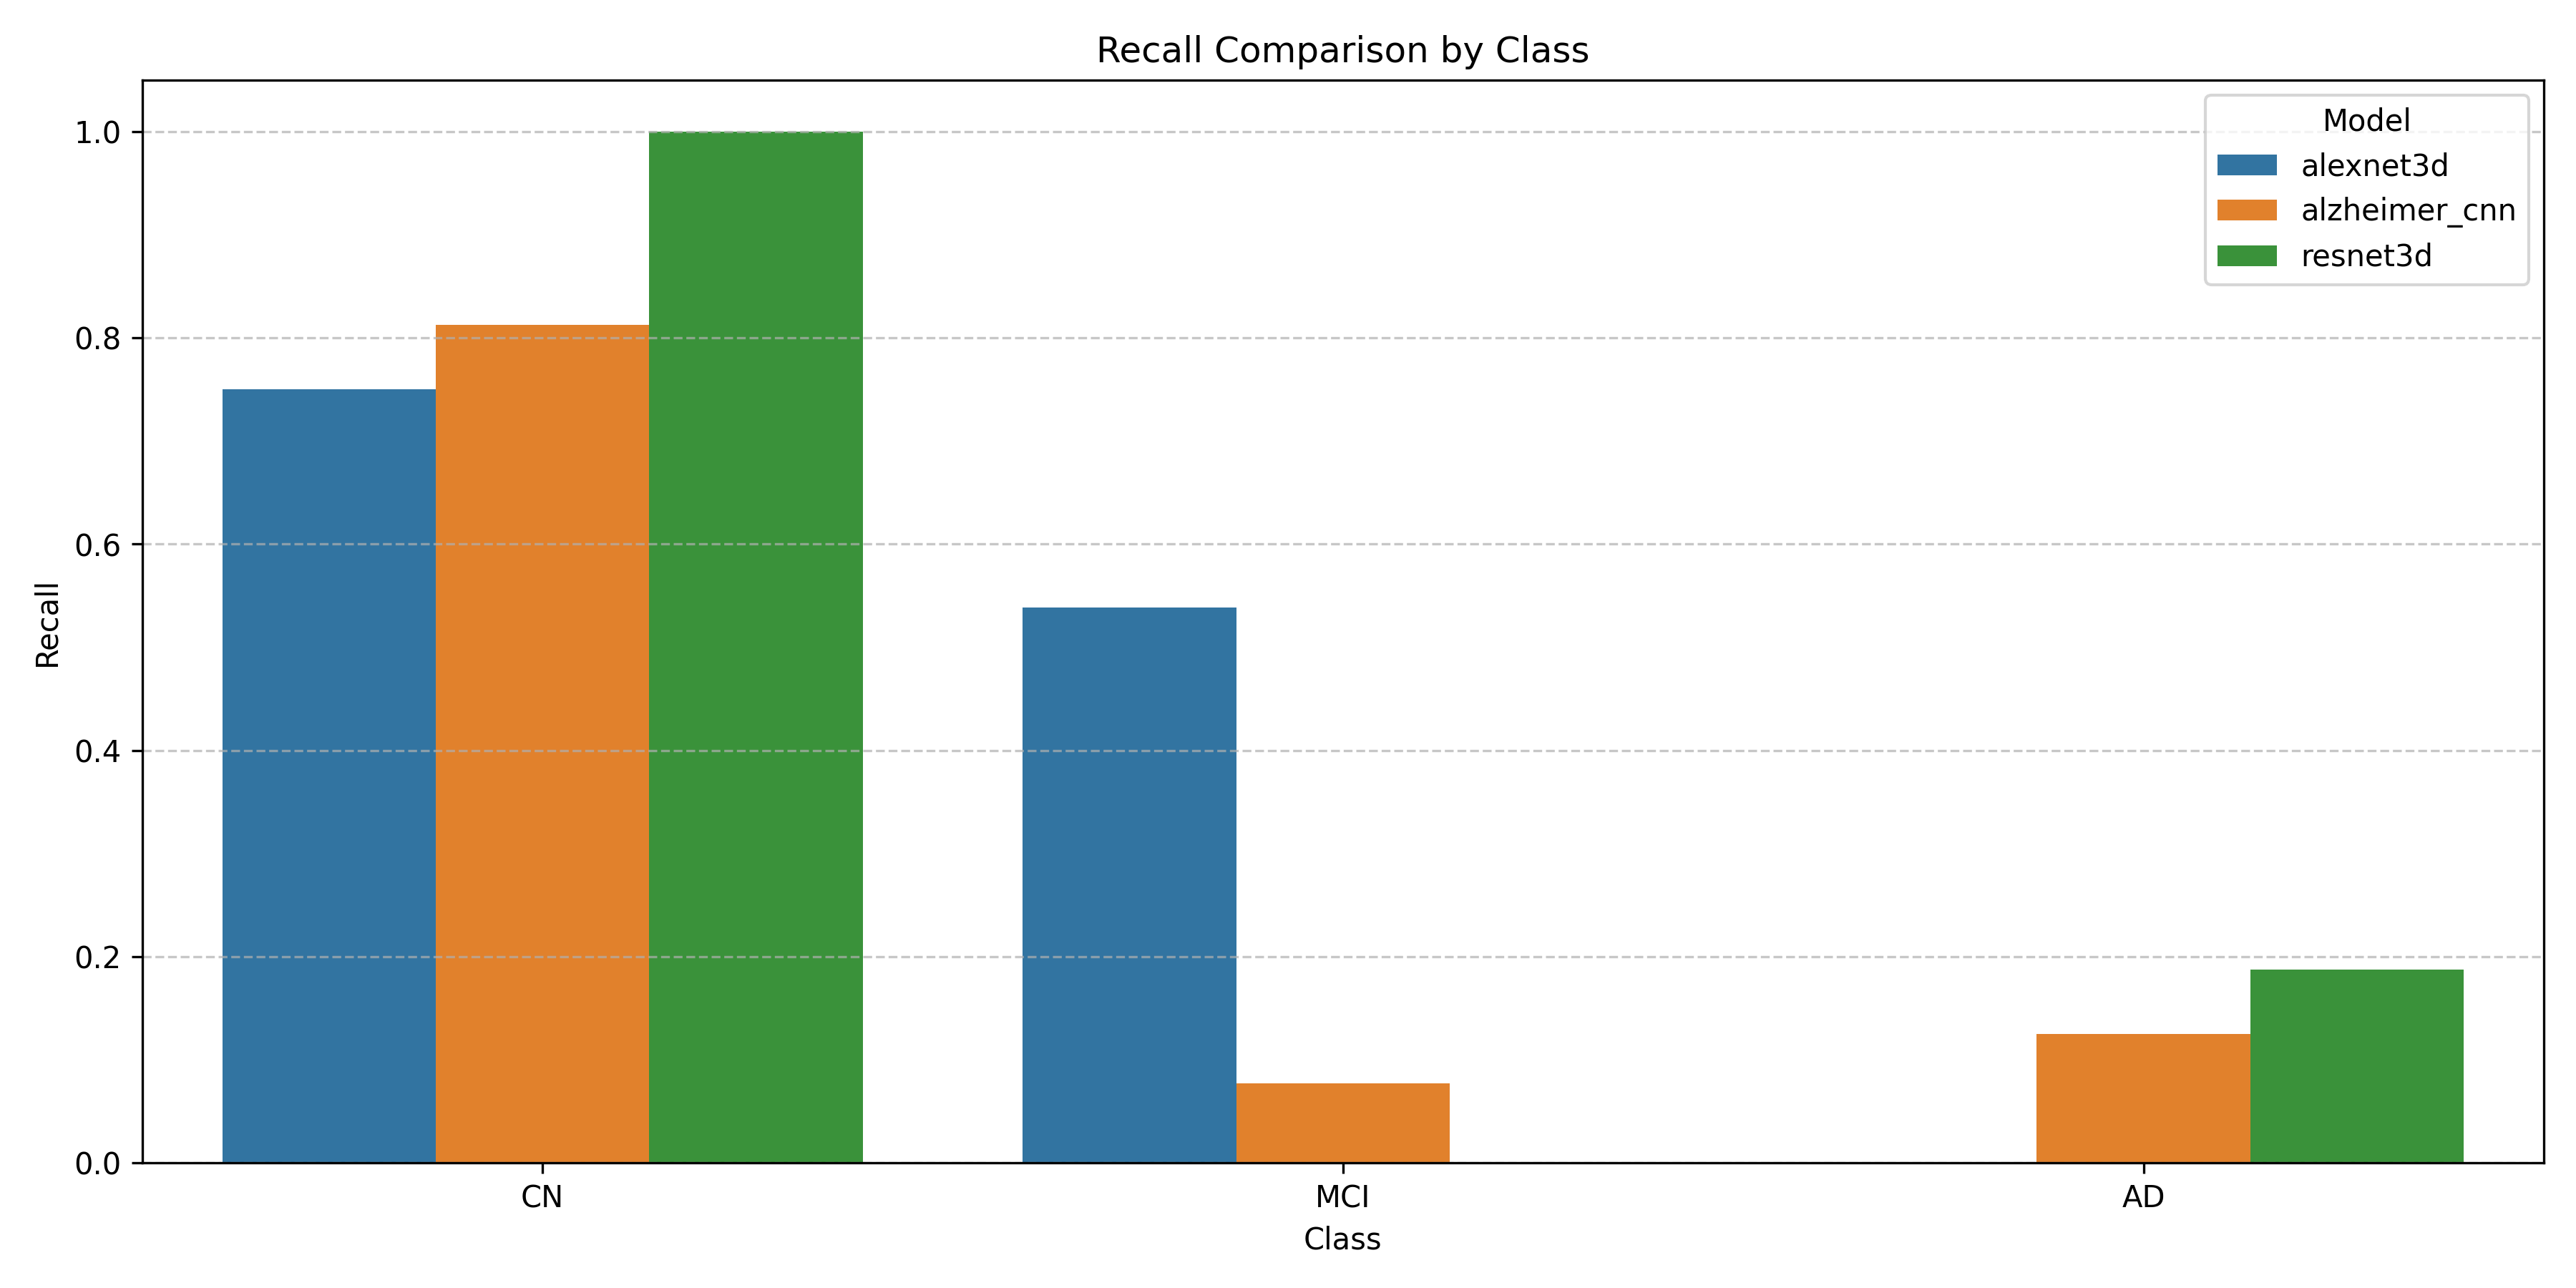 Recall Comparison by Class
Model
alexnet3d
alzheimer_cnn
resnet3d
Recall
1.0
0.8
0.6
0.4
0.2
0.0
CN
MCI
AD
Class